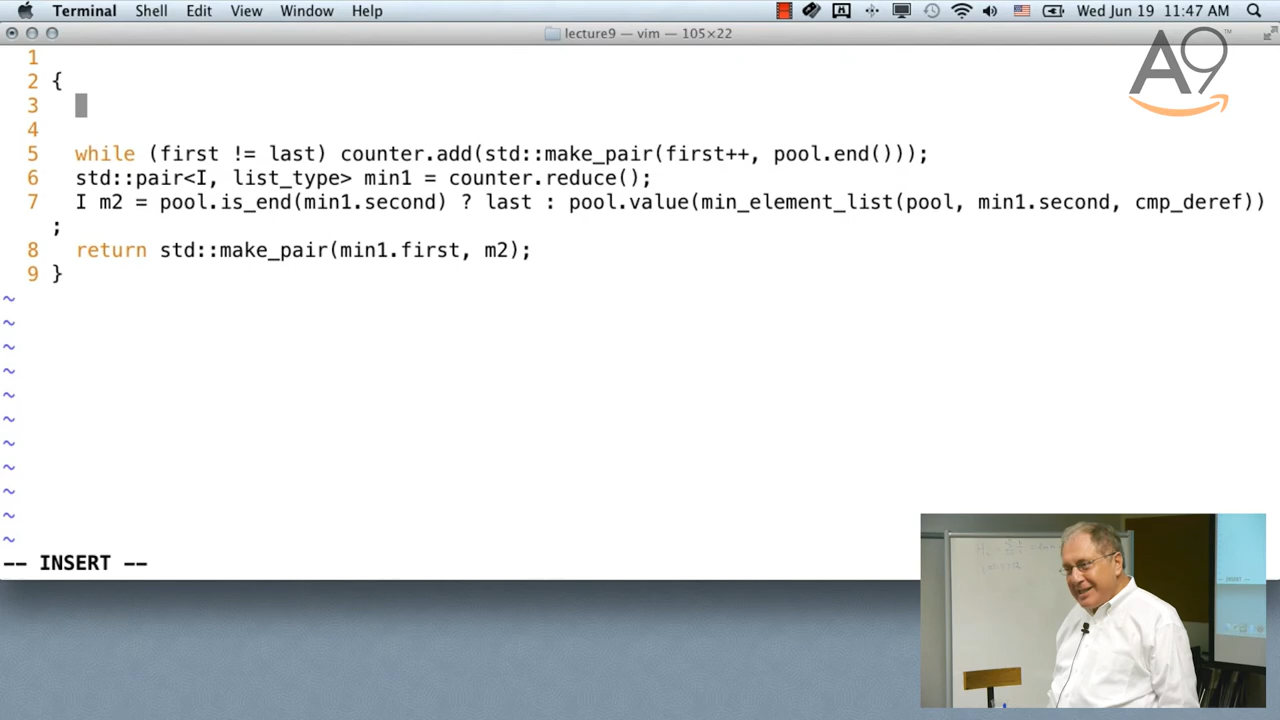 Terminal Shell Edit View Window Help Wed Jun 19 11:47 AM
lecture9 — vim — 105×22
A9™
1
2 {
3
4
5 while (first != last) counter.add(std::make_pair(first++, pool.end()));
6 std::pair<I, list_type> min1 = counter.reduce();
7 I m2 = pool.is_end(min1.second) ? last : pool.value(min_element_list(pool, min1.second, cmp_deref))
;
8 return std::make_pair(min1.first, m2);
9 }
~
~
~
~
~
~
~
~
~
~
~
-- INSERT --